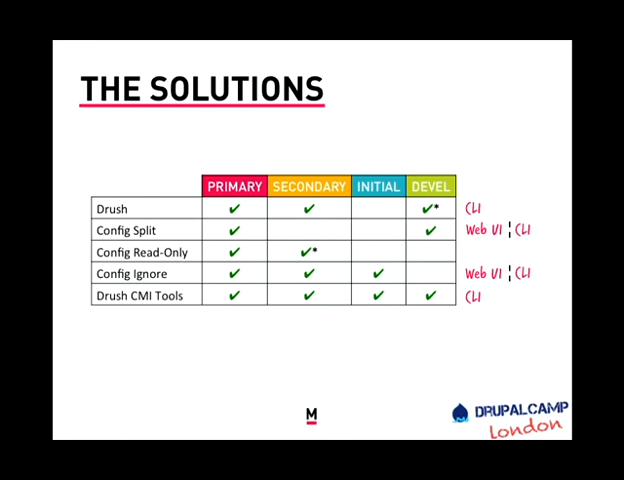 THE SOLUTIONS
PRIMARY SECONDARY INITIAL DEVEL
Drush ✓ ✓ ✓* CLI
Config Split ✓ ✓ Web UI ¦ CLI
Config Read-Only ✓ ✓*
Config Ignore ✓ ✓ ✓ Web UI ¦ CLI
Drush CMI Tools ✓ ✓ ✓ ✓ CLI
M
DRUPALCAMP
London